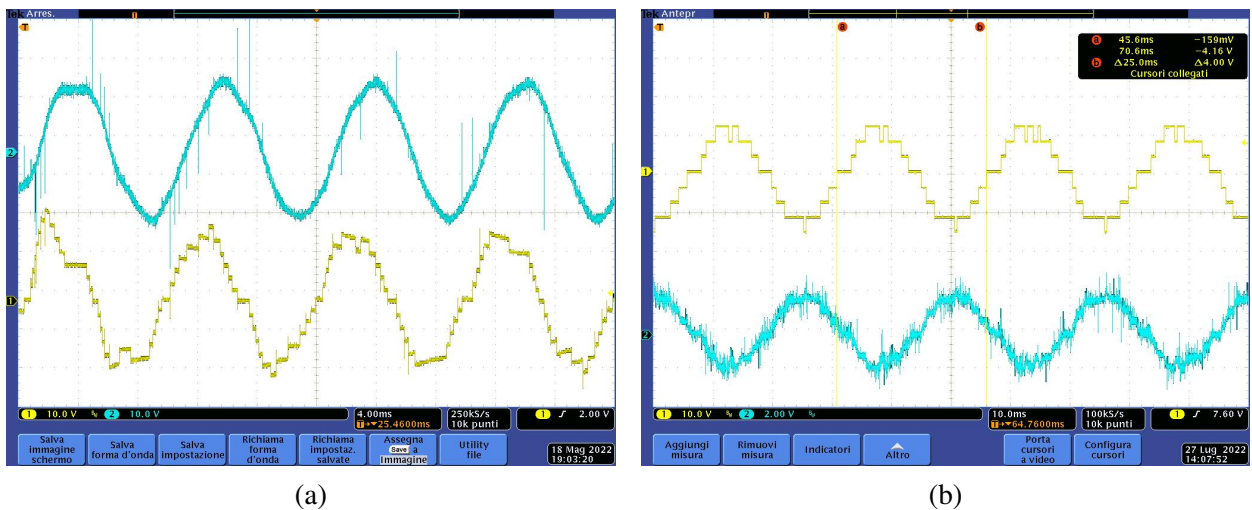 Tek Arres.
T
2
1
1 10.0 V 2 10.0 V
4.00ms
T→▼25.4600ms
250kS/s
10k punti
1 2.00 V
Salva immagine schermo
Salva forma d'onda
Salva impostazione
Richiama forma d'onda
Richiama impostaz. salvate
Assegna Save a Immagine
Utility file
18 Mag 2022
19:03:20
(a)
Tek Antepr
T
a
b
a 45.6ms −159mV
70.6ms −4.16 V
b Δ25.0ms Δ4.00 V
Cursori collegati
1
2
1 10.0 V 2 2.00 V
10.0ms
T→▼64.7600ms
100kS/s
10k punti
1 7.60 V
Aggiungi misura
Rimuovi misura
Indicatori
Altro
Porta cursori a video
Configura cursori
27 Lug 2022
14:07:52
(b)